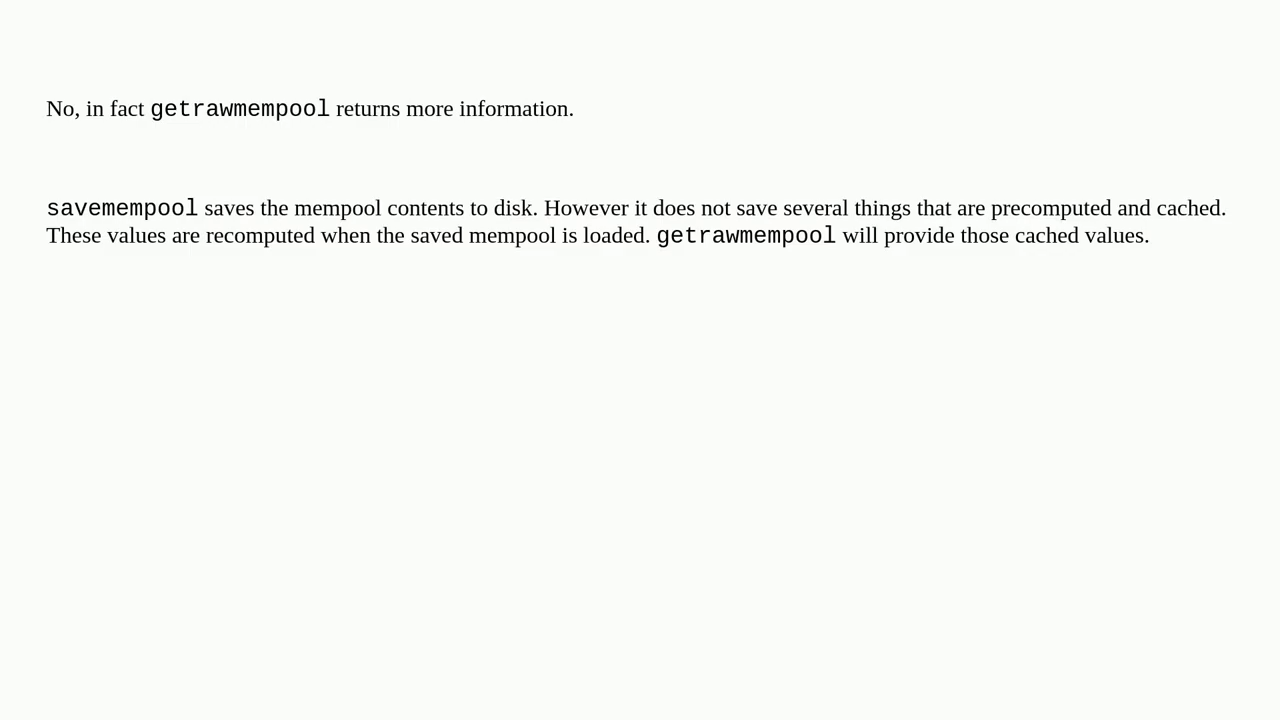 No, in fact getrawmempool returns more information.
savemempool saves the mempool contents to disk. However it does not save several things that are precomputed and cached.
These values are recomputed when the saved mempool is loaded. getrawmempool will provide those cached values.